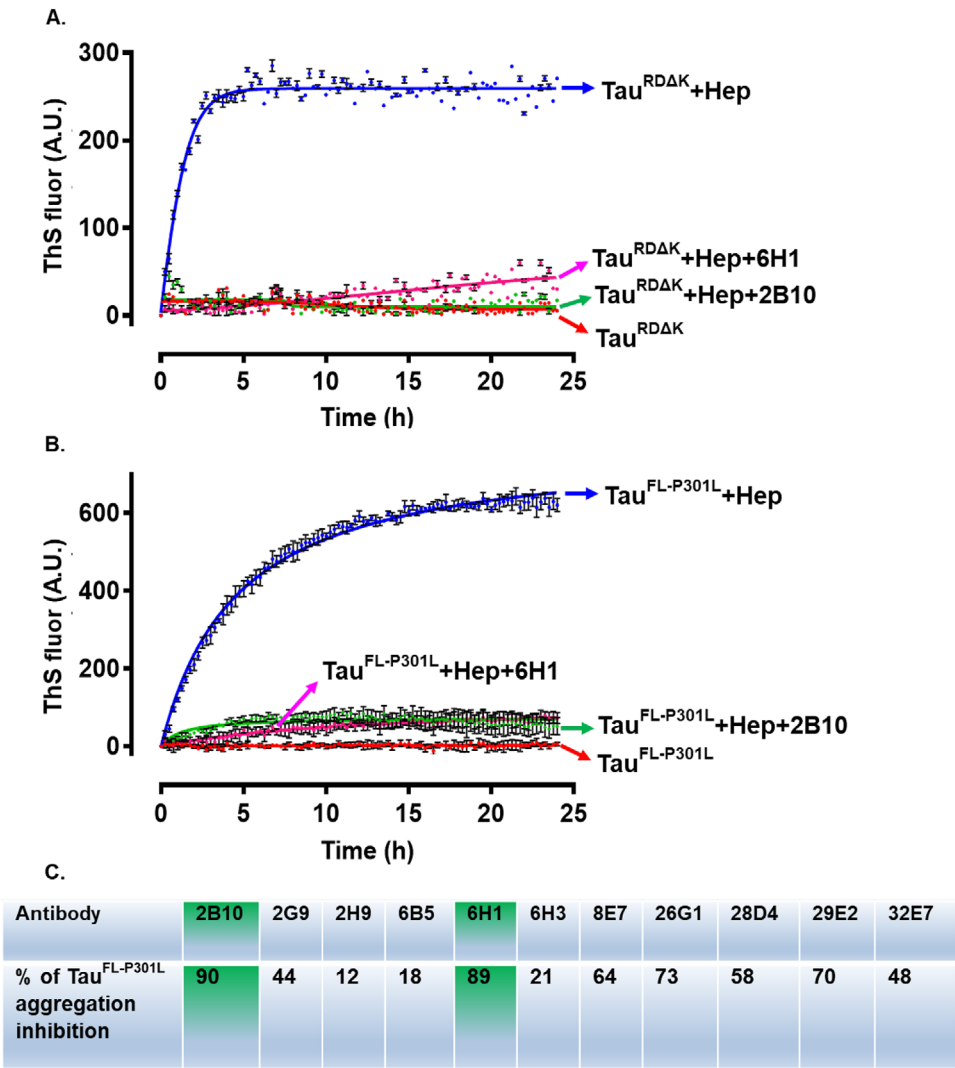 A.
300
200
100
0
ThS fluor (A.U.)
Tau^RDΔK+Hep
Tau^RDΔK+Hep+6H1
Tau^RDΔK+Hep+2B10
Tau^RDΔK
0 5 10 15 20 25
Time (h)
B.
600
400
200
0
ThS fluor (A.U.)
Tau^FL-P301L+Hep
Tau^FL-P301L+Hep+6H1
Tau^FL-P301L+Hep+2B10
Tau^FL-P301L
0 5 10 15 20 25
Time (h)
C.
Antibody 2B10 2G9 2H9 6B5 6H1 6H3 8E7 26G1 28D4 29E2 32E7
% of Tau^FL-P301L 90 44 12 18 89 21 64 73 58 70 48
aggregation
inhibition